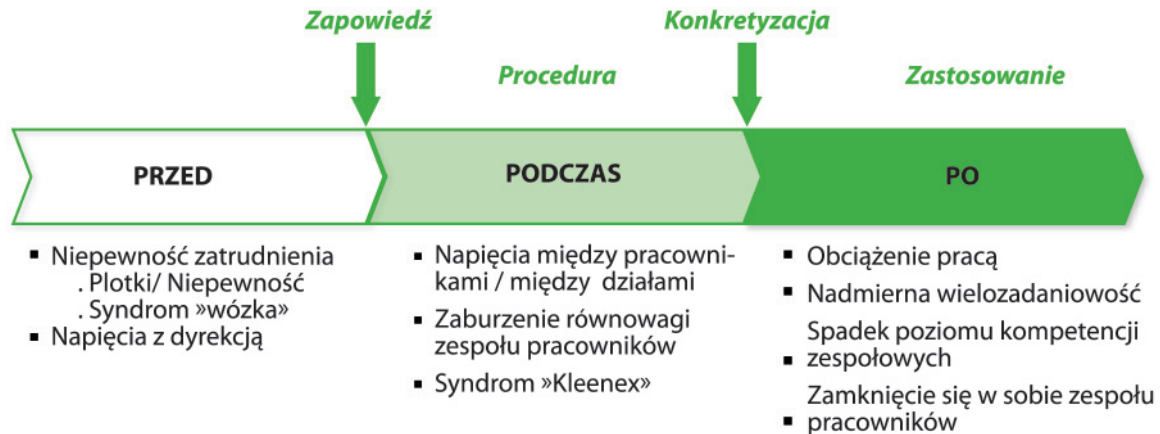 Zapowiedź
Konkretyzacja
Procedura
Zastosowanie
PRZED
PODCZAS
PO
▪ Niepewność zatrudnienia
. Plotki/ Niepewność
. Syndrom »wózka»
▪ Napięcia z dyrekcją
▪ Napięcia między pracowni-
kami / między działami
▪ Zaburzenie równowagi
zespołu pracowników
▪ Syndrom »Kleenex»
▪ Obciążenie pracą
▪ Nadmierna wielozadaniowość
Spadek poziomu kompetencji
▪ zespołowych
Zamknięcie się w sobie zespołu
▪ pracowników